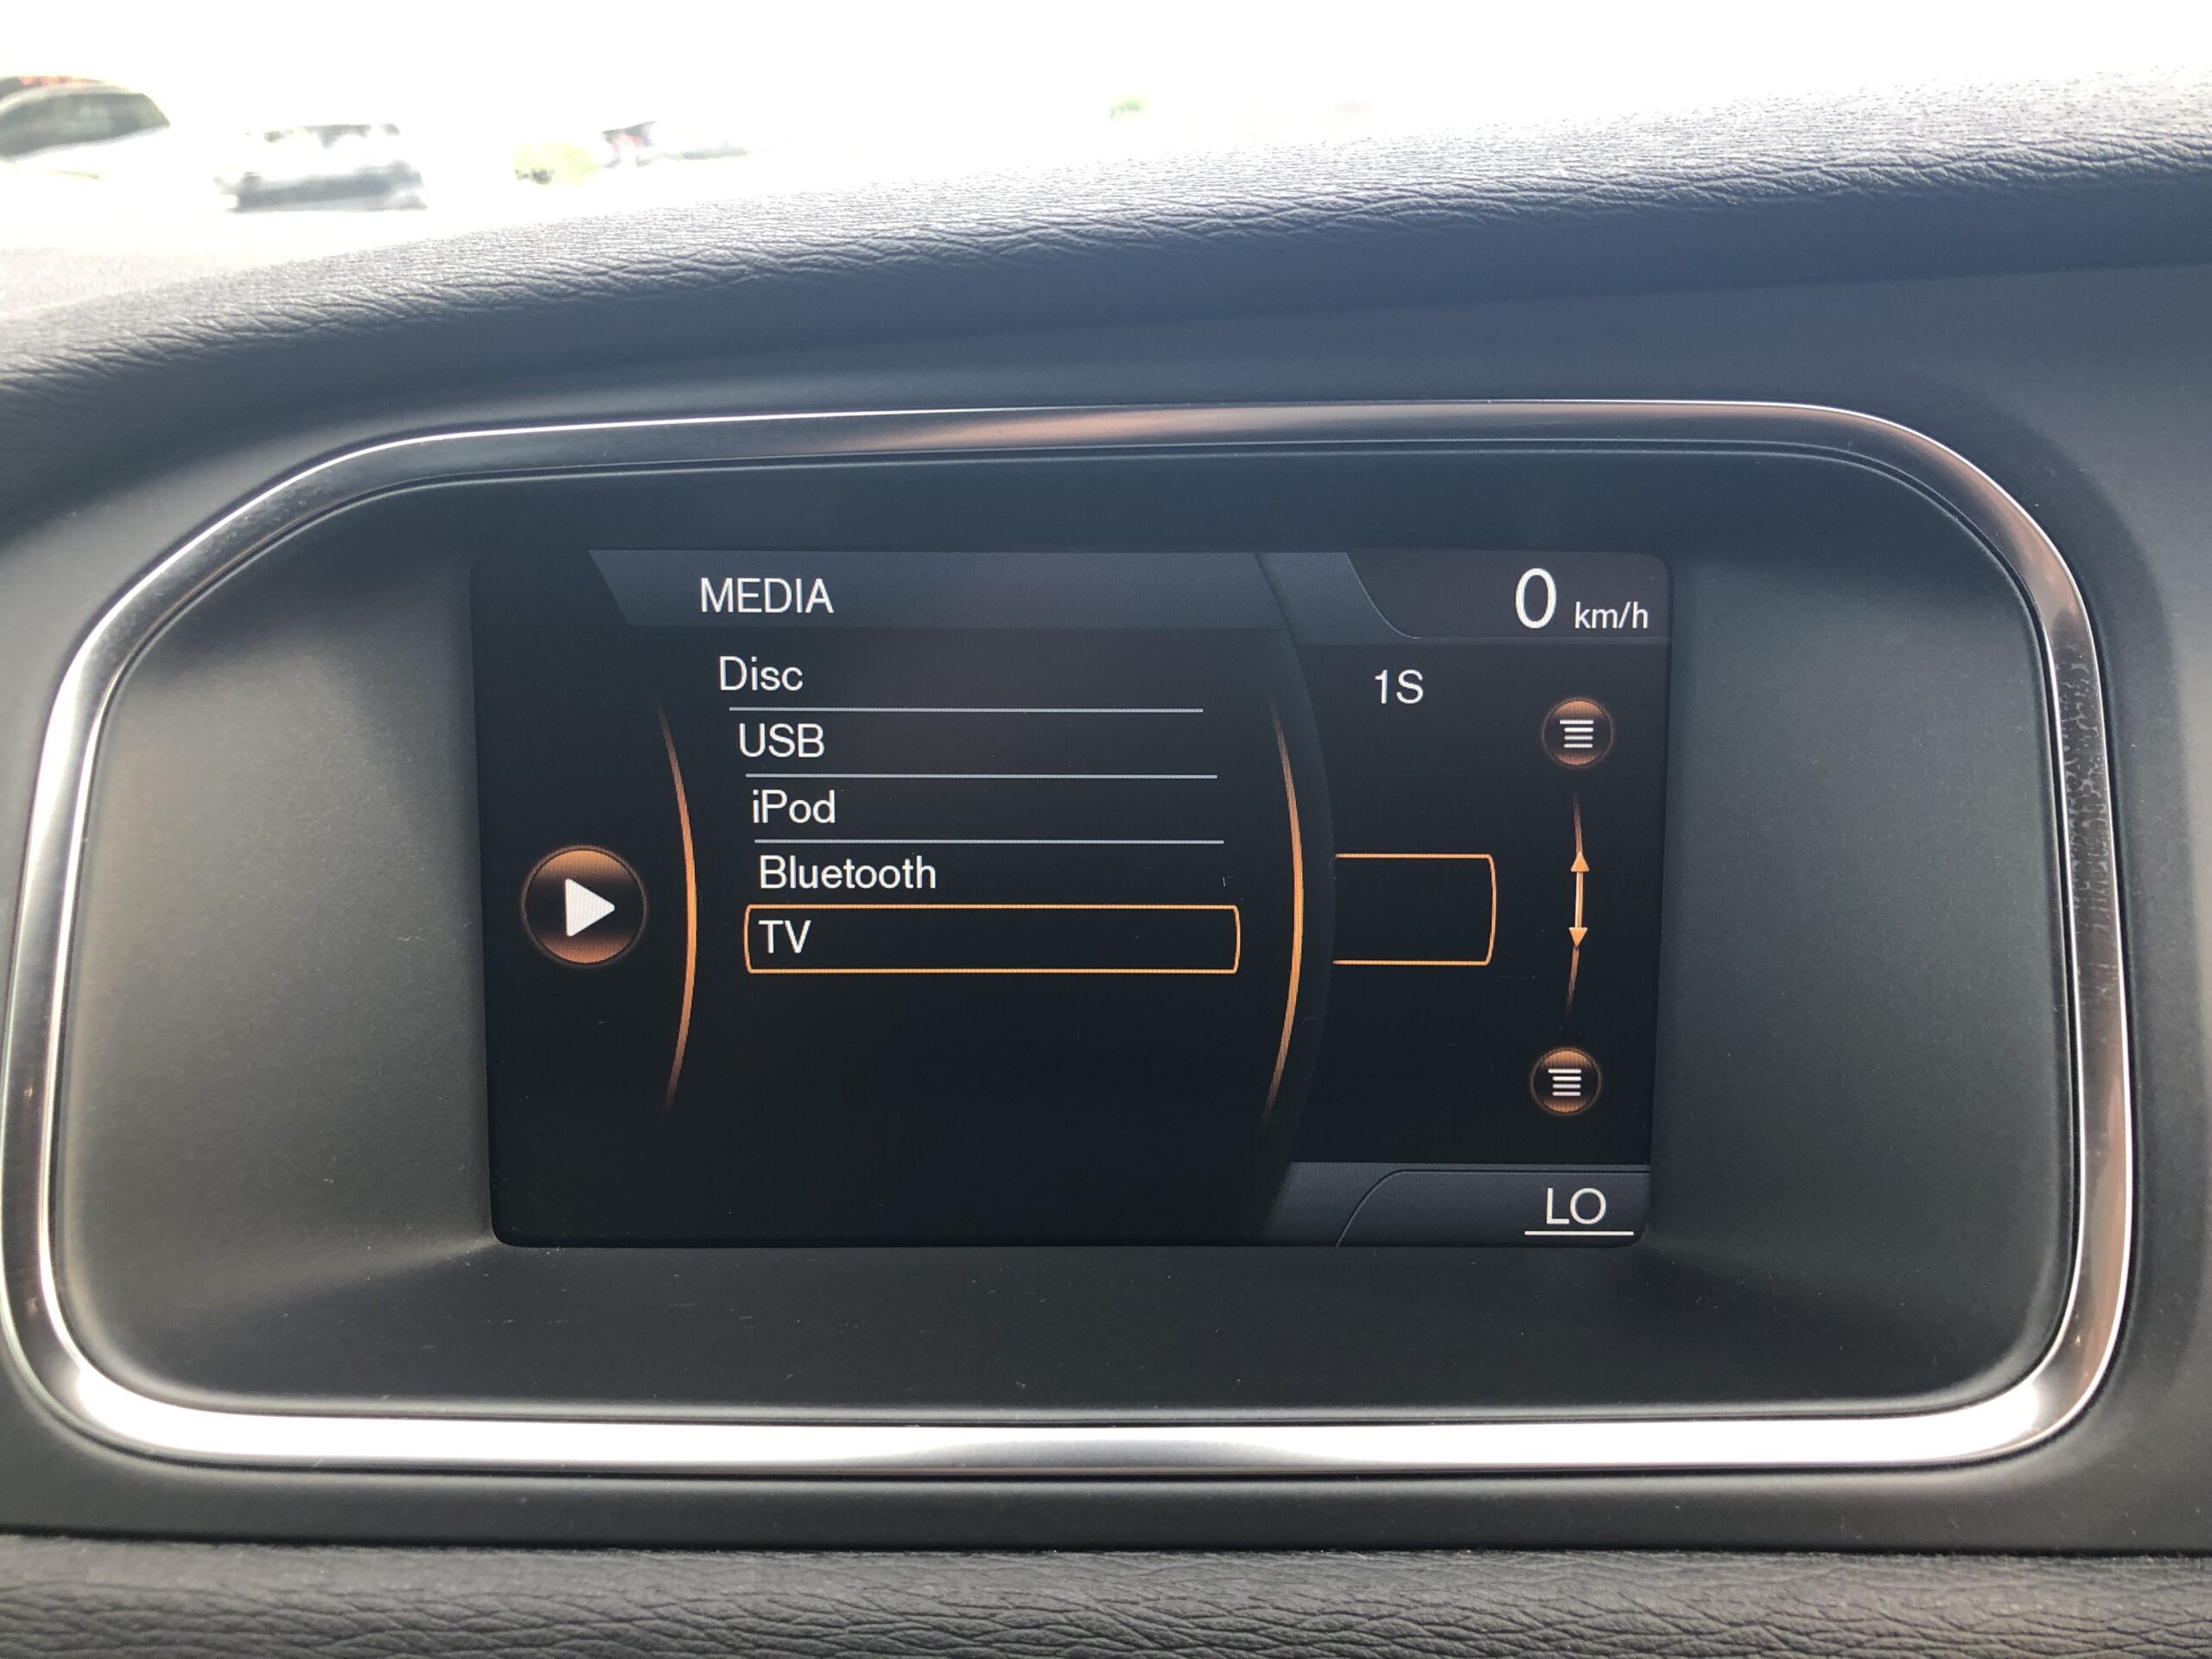 MEDIA
0 km/h
Disc
1S
USB
iPod
Bluetooth
TV
LO